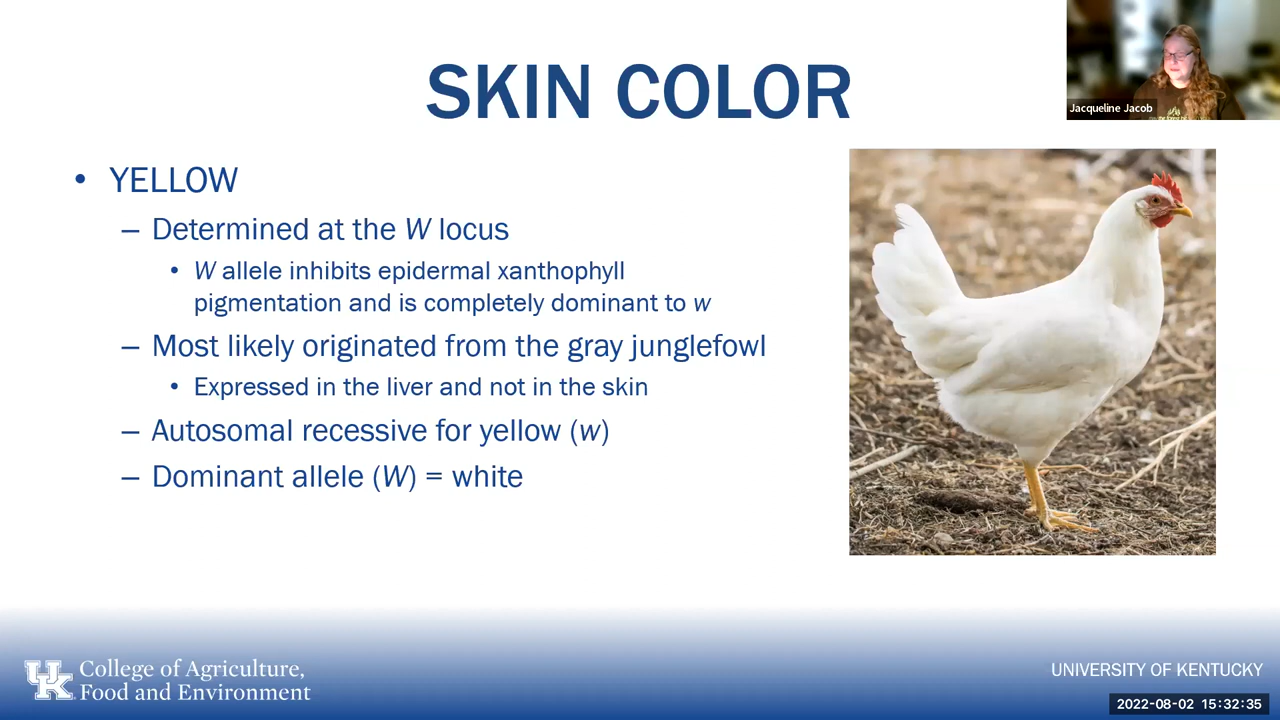 SKIN COLOR
Jacqueline Jacob
• YELLOW
– Determined at the W locus
• W allele inhibits epidermal xanthophyll
pigmentation and is completely dominant to w
– Most likely originated from the gray junglefowl
• Expressed in the liver and not in the skin
– Autosomal recessive for yellow (w)
– Dominant allele (W) = white
UK College of Agriculture,
Food and Environment
UNIVERSITY OF KENTUCKY
2022-08-02 15:32:35